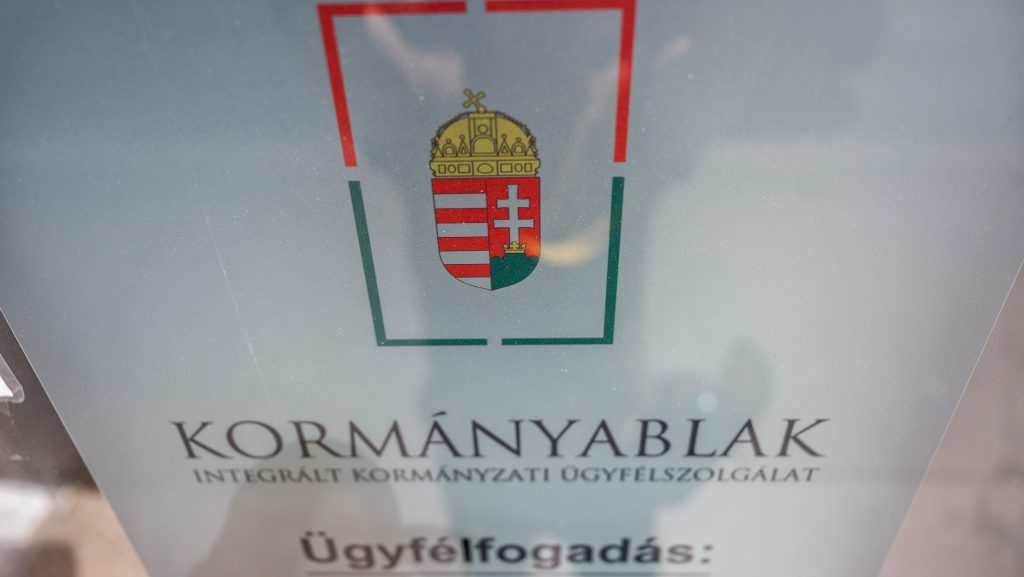 KORMÁNYABLAK
INTEGRÁLT KORMÁNYZATI ÜGYFÉLSZOLGÁLAT
Ügyfélfogadás: